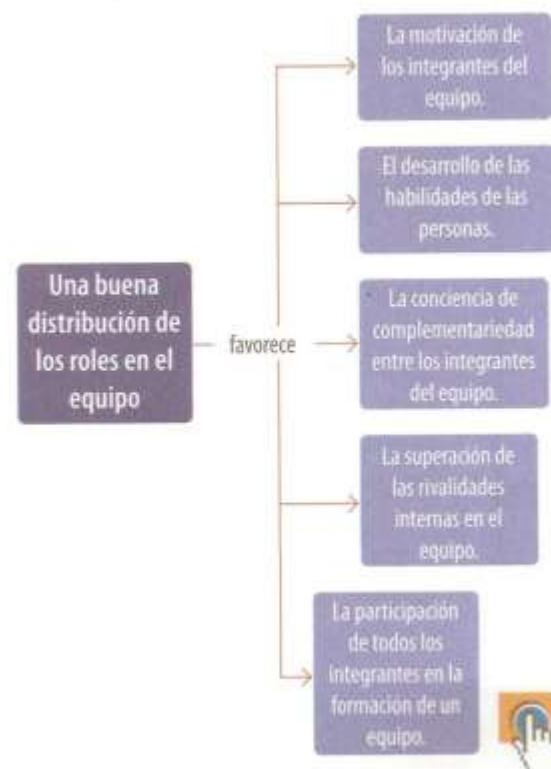 Una buena
distribución de
los roles en el
equipo
favorece
La motivación de
los integrantes del
equipo.
El desarrollo de las
habilidades de las
personas.
La conciencia de
complementariedad
entre los integrantes
del equipo.
La superación de
las rivalidades
internas en el
equipo.
La participación
de todos los
integrantes en la
formación de un
equipo.